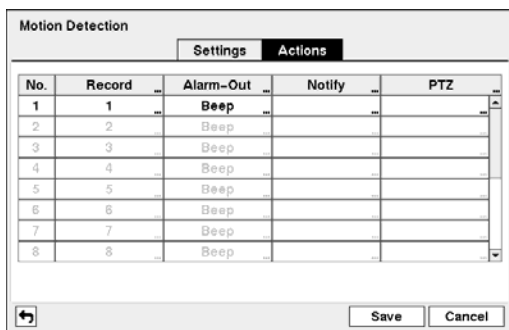 Motion Detection
Settings Actions
No. Record ... Alarm-Out ... Notify ... PTZ ...
1 1 ... Beep ... ... ...
2 2 ... Beep ... ... ...
3 3 ... Beep ... ... ...
4 4 ... Beep ... ... ...
5 5 ... Beep ... ... ...
6 6 ... Beep ... ... ...
7 7 ... Beep ... ... ...
8 8 ... Beep ... ... ...
Save Cancel